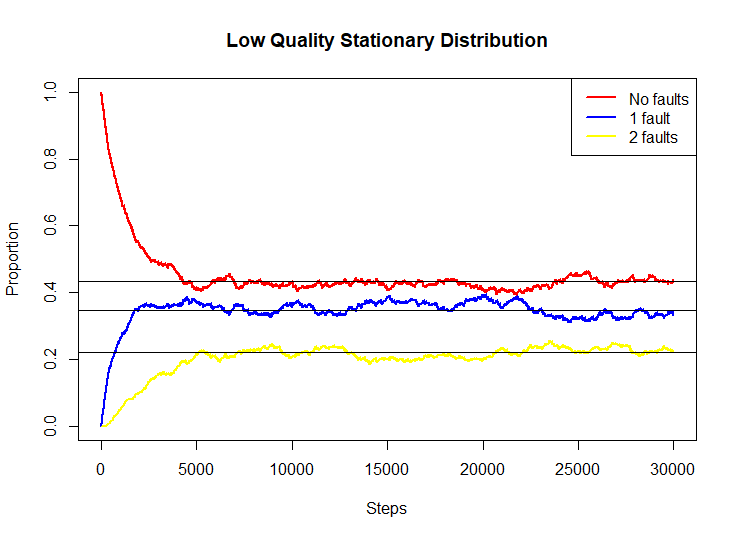 Low Quality Stationary Distribution
No faults
1 fault
2 faults
Proportion
1.0
0.8
0.6
0.4
0.2
0.0
0 5000 10000 15000 20000 25000 30000
Steps